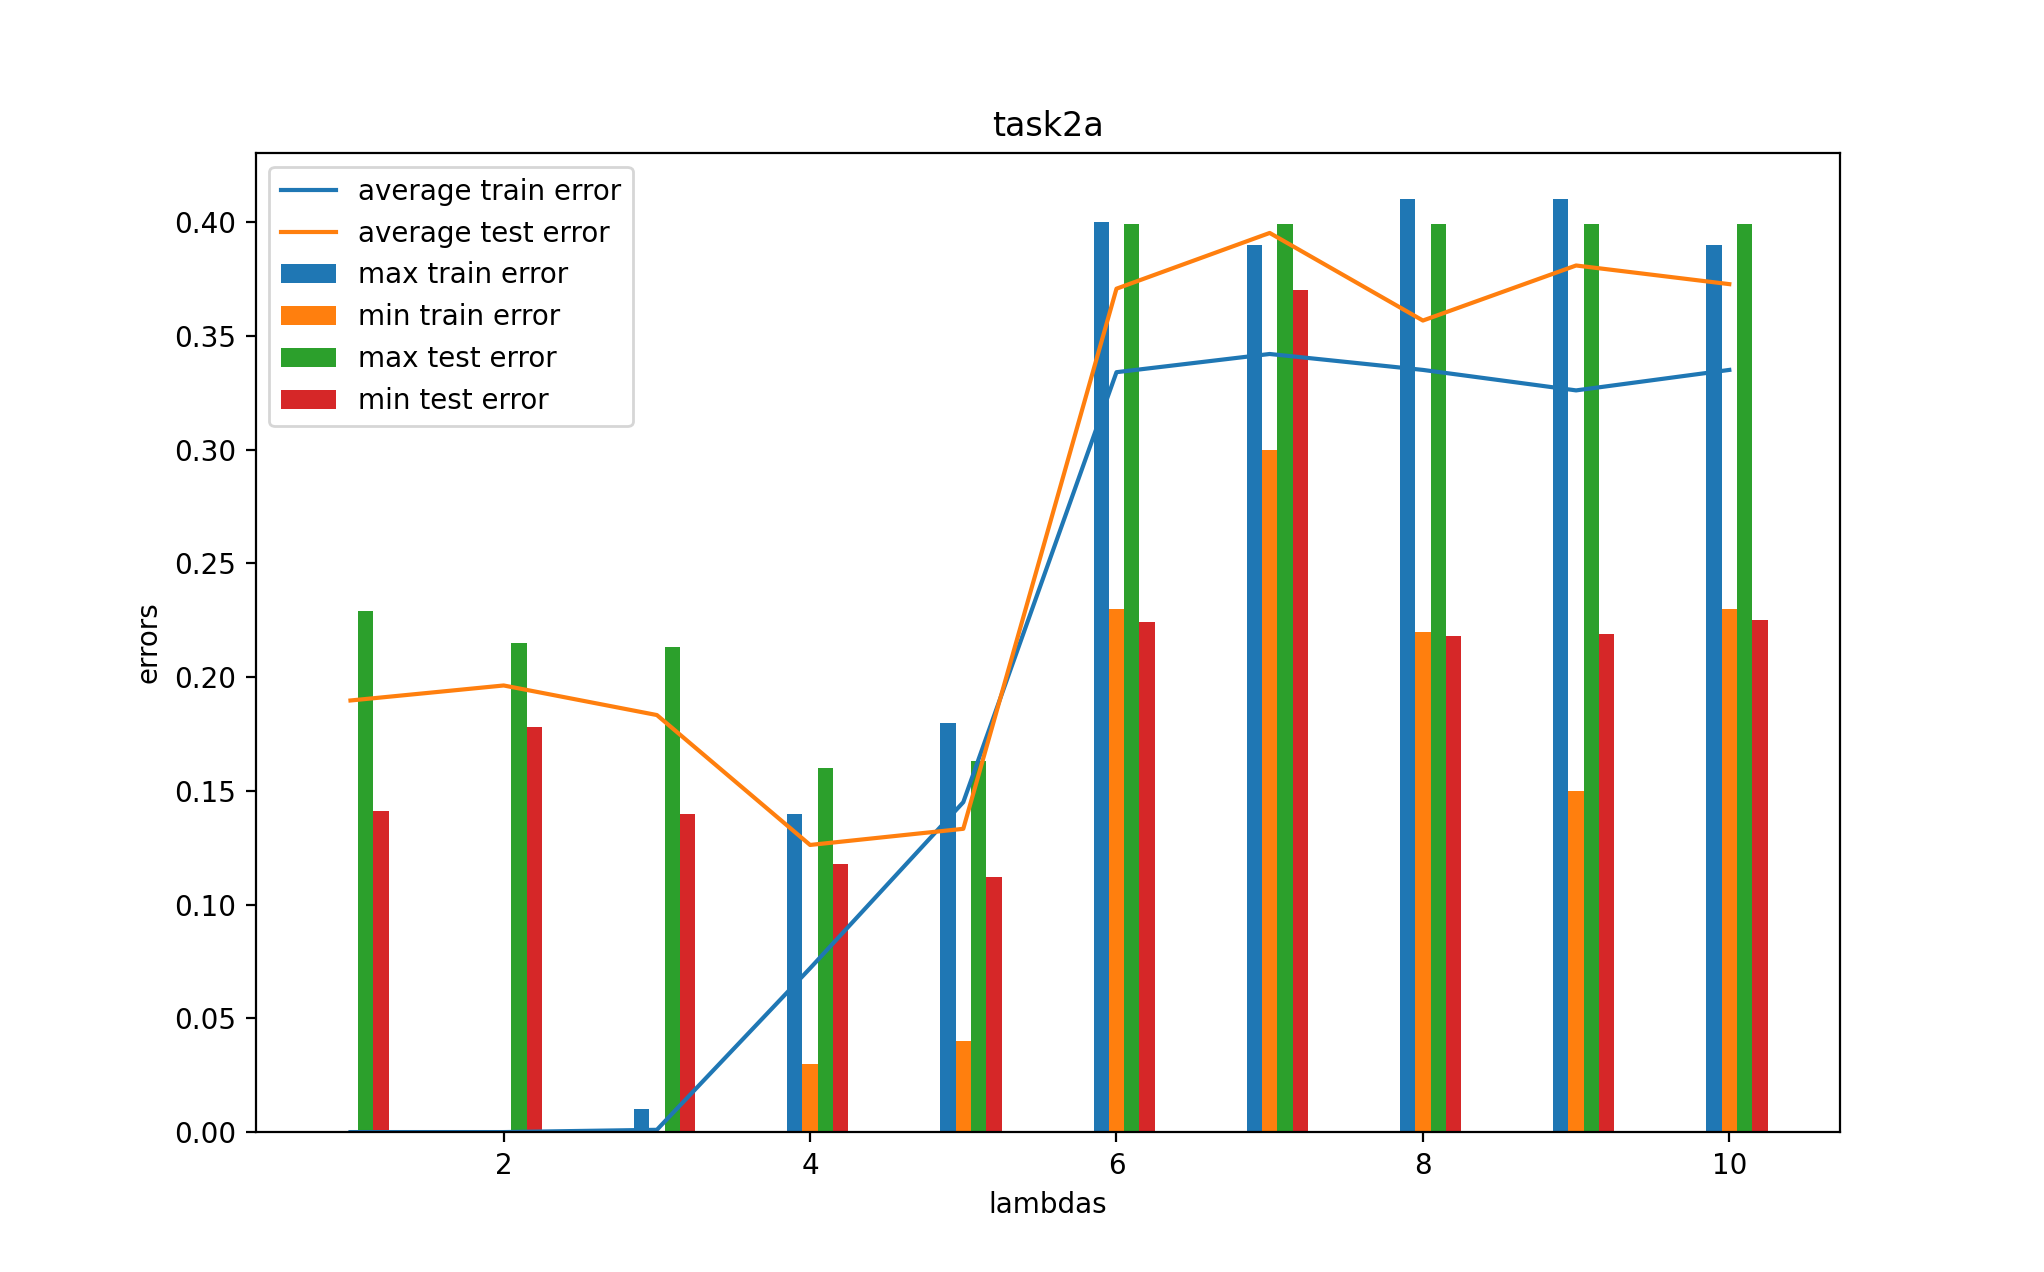 task2a
average train error
average test error
max train error
min train error
max test error
min test error
0.40
0.35
0.30
0.25
0.20
0.15
0.10
0.05
0.00
errors
2 4 6 8 10
lambdas